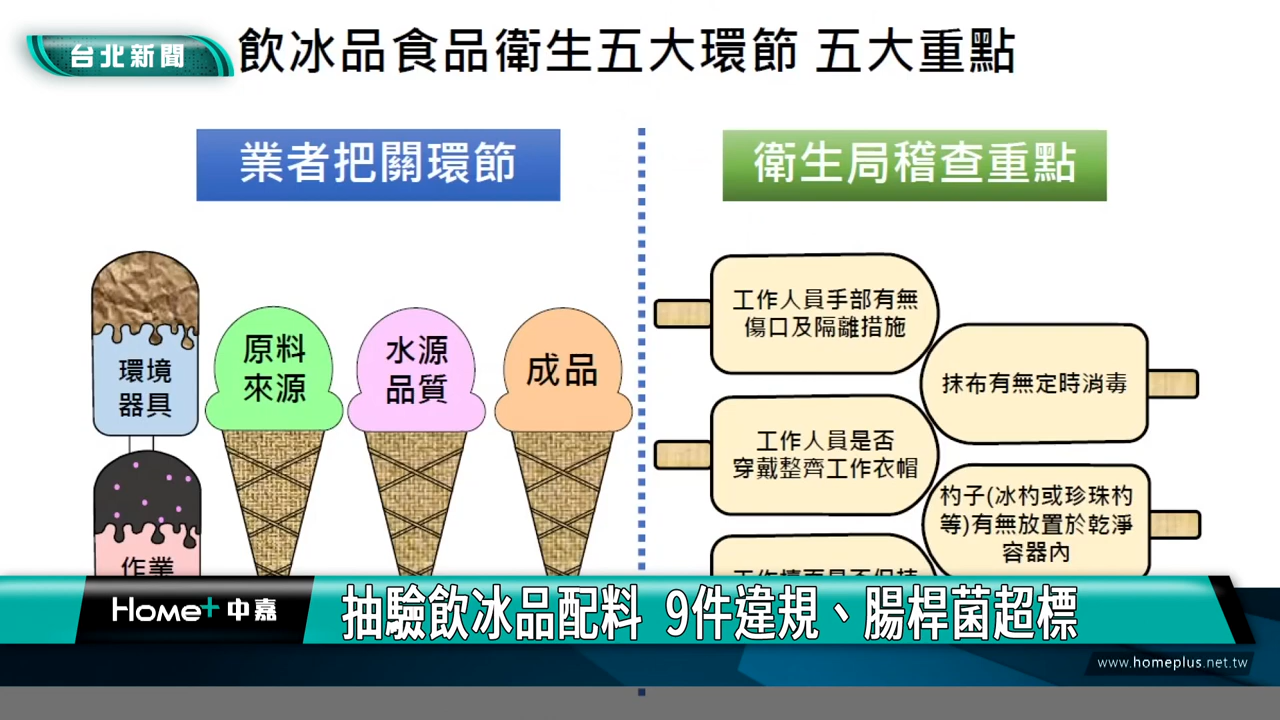 台北新聞
飲冰品食品衛生五大環節 五大重點
業者把關環節
衛生局稽查重點
環境
器具
原料
來源
水源
品質
成品
作業
工作人員手部有無
傷口及隔離措施
抹布有無定時消毒
工作人員是否
穿戴整齊工作衣帽
杓子(冰杓或珍珠杓
等)有無放置於乾淨
容器內
Home+中嘉
抽驗飲冰品配料 9件違規、腸桿菌超標
www.homeplus.net.tw